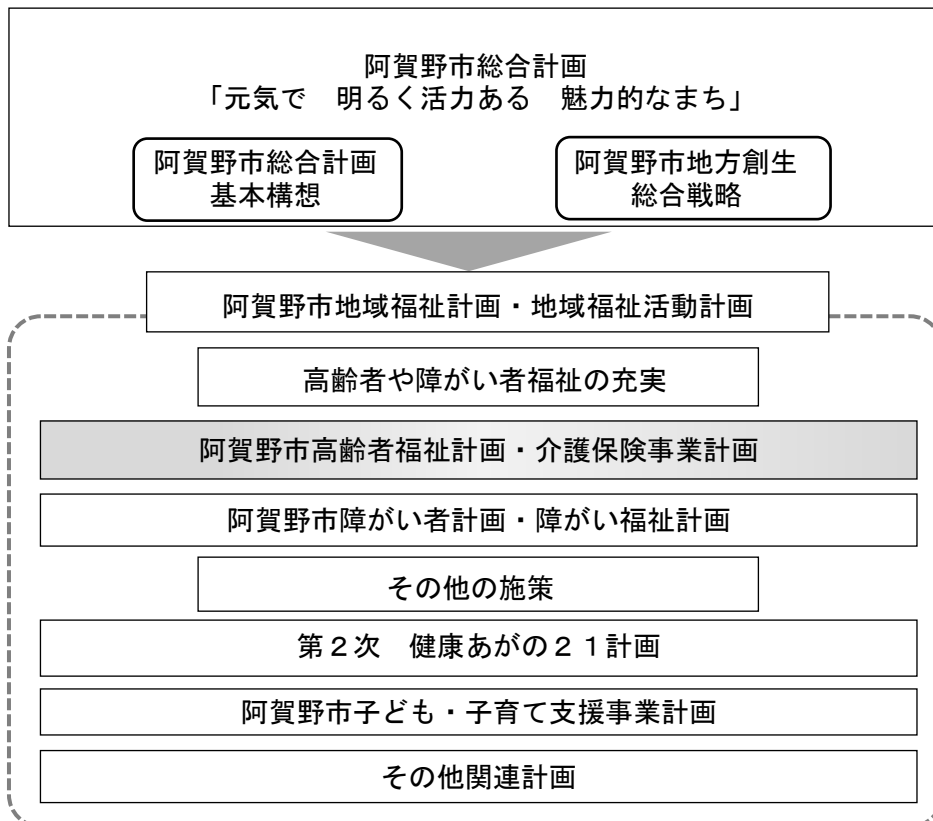 阿賀野市総合計画
「元気で　明るく活力ある　魅力的なまち」
阿賀野市総合計画
基本構想
阿賀野市地方創生
総合戦略
阿賀野市地域福祉計画・地域福祉活動計画
高齢者や障がい者福祉の充実
阿賀野市高齢者福祉計画・介護保険事業計画
阿賀野市障がい者計画・障がい福祉計画
その他の施策
第２次　健康あがの２１計画
阿賀野市子ども・子育て支援事業計画
その他関連計画